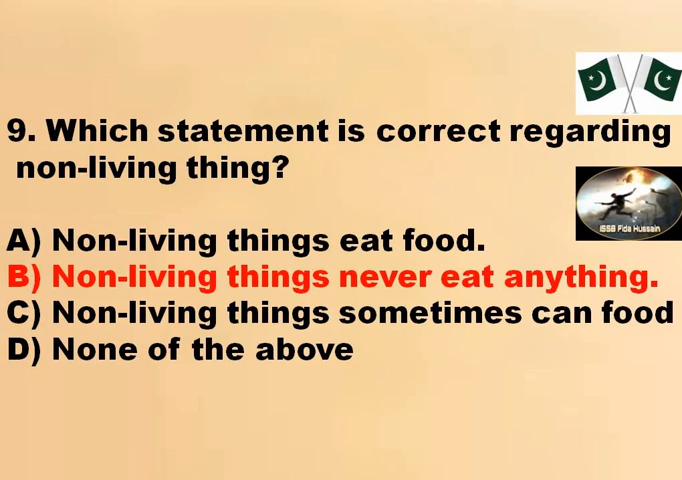 9. Which statement is correct regarding
non-living thing?
A) Non-living things eat food.
B) Non-living things never eat anything.
C) Non-living things sometimes can food
D) None of the above
ISSB Fida Hussain